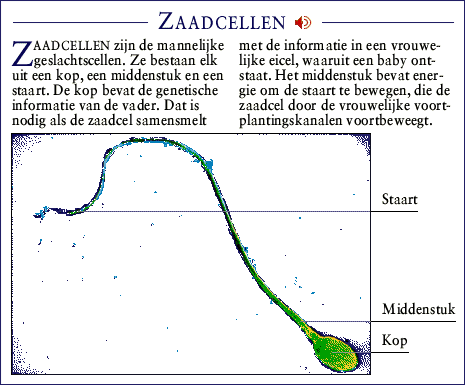 ZAADCELLEN
ZAADCELLEN zijn de mannelijke
geslachtscellen. Ze bestaan elk
uit een kop, een middenstuk en een
staart. De kop bevat de genetische
informatie van de vader. Dat is
nodig als de zaadcel samensmelt
met de informatie in een vrouwe-
lijke eicel, waaruit een baby ont-
staat. Het middenstuk bevat ener-
gie om de staart te bewegen, die de
zaadcel door de vrouwelijke voort-
plantingskanalen voortbeweegt.
Staart
Middenstuk
Kop